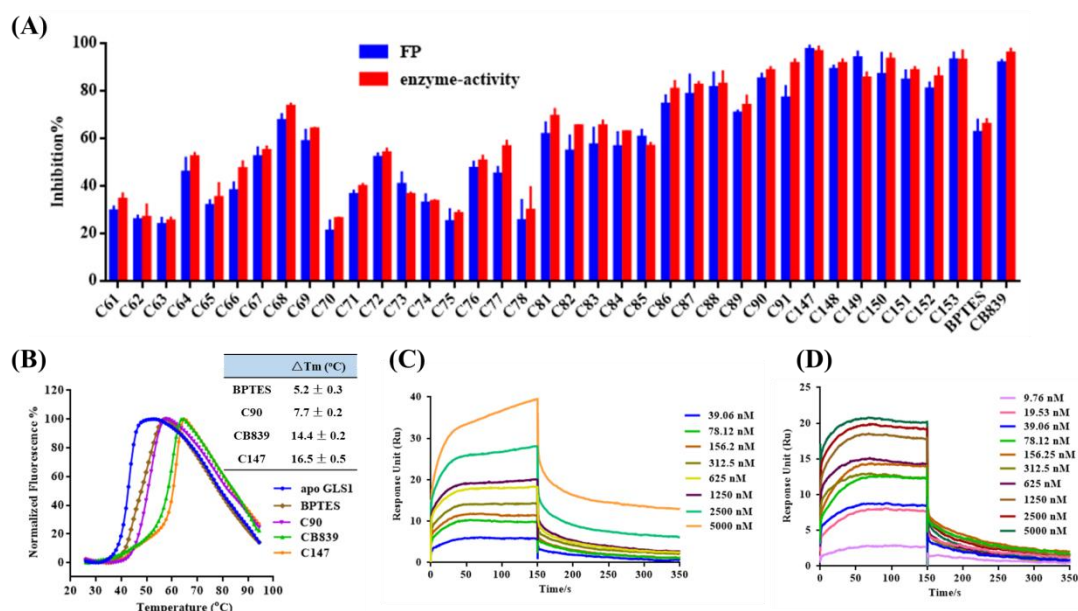 (A)
FP
enzyme-activity
Inhibition%
100
80
60
40
20
0
C61 C62 C63 C64 C65 C66 C67 C68 C69 C70 C71 C72 C73 C74 C75 C76 C77 C78 C81 C82 C83 C84 C85 C86 C87 C88 C89 C90 C91 C147 C148 C149 C150 C151 C152 C153 BPTES CB839
(B)
△Tm (°C)
BPTES 5.2 ± 0.3
C90 7.7 ± 0.2
CB839 14.4 ± 0.2
C147 16.5 ± 0.5
Normalized Fluorescence %
120
100
80
60
40
20
0
apo GLS1
BPTES
C90
CB839
C147
20 30 40 50 60 70 80 90 100
Temperature (°C)
(C)
Response Unit (Ru)
40
30
20
10
0
39.06 nM
78.12 nM
156.2 nM
312.5 nM
625 nM
1250 nM
2500 nM
5000 nM
0 50 100 150 200 250 300 350
Time/s
(D)
Response Unit (Ru)
25
20
15
10
5
0
9.76 nM
19.53 nM
39.06 nM
78.12 nM
156.25 nM
312.5 nM
625 nM
1250 nM
2500 nM
5000 nM
0 50 100 150 200 250 300 350
Time/s